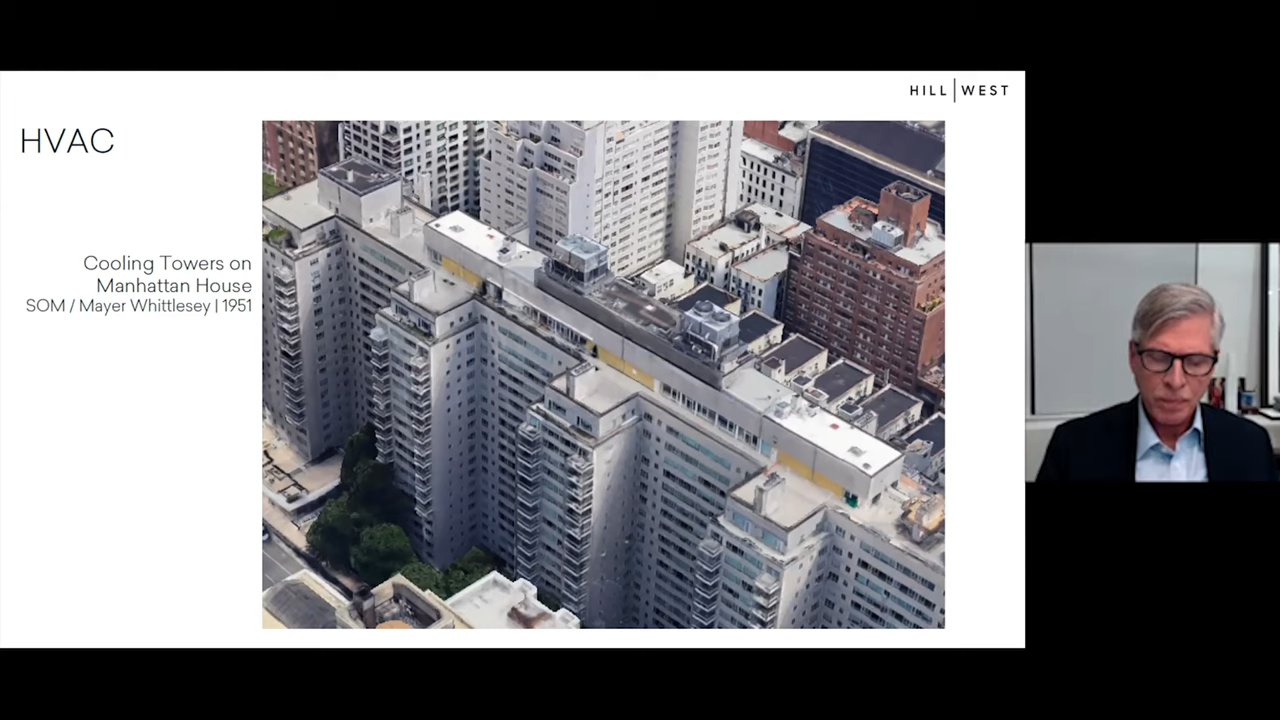 HILL | WEST
HVAC
Cooling Towers on
Manhattan House
SOM / Mayer Whittlesey | 1951